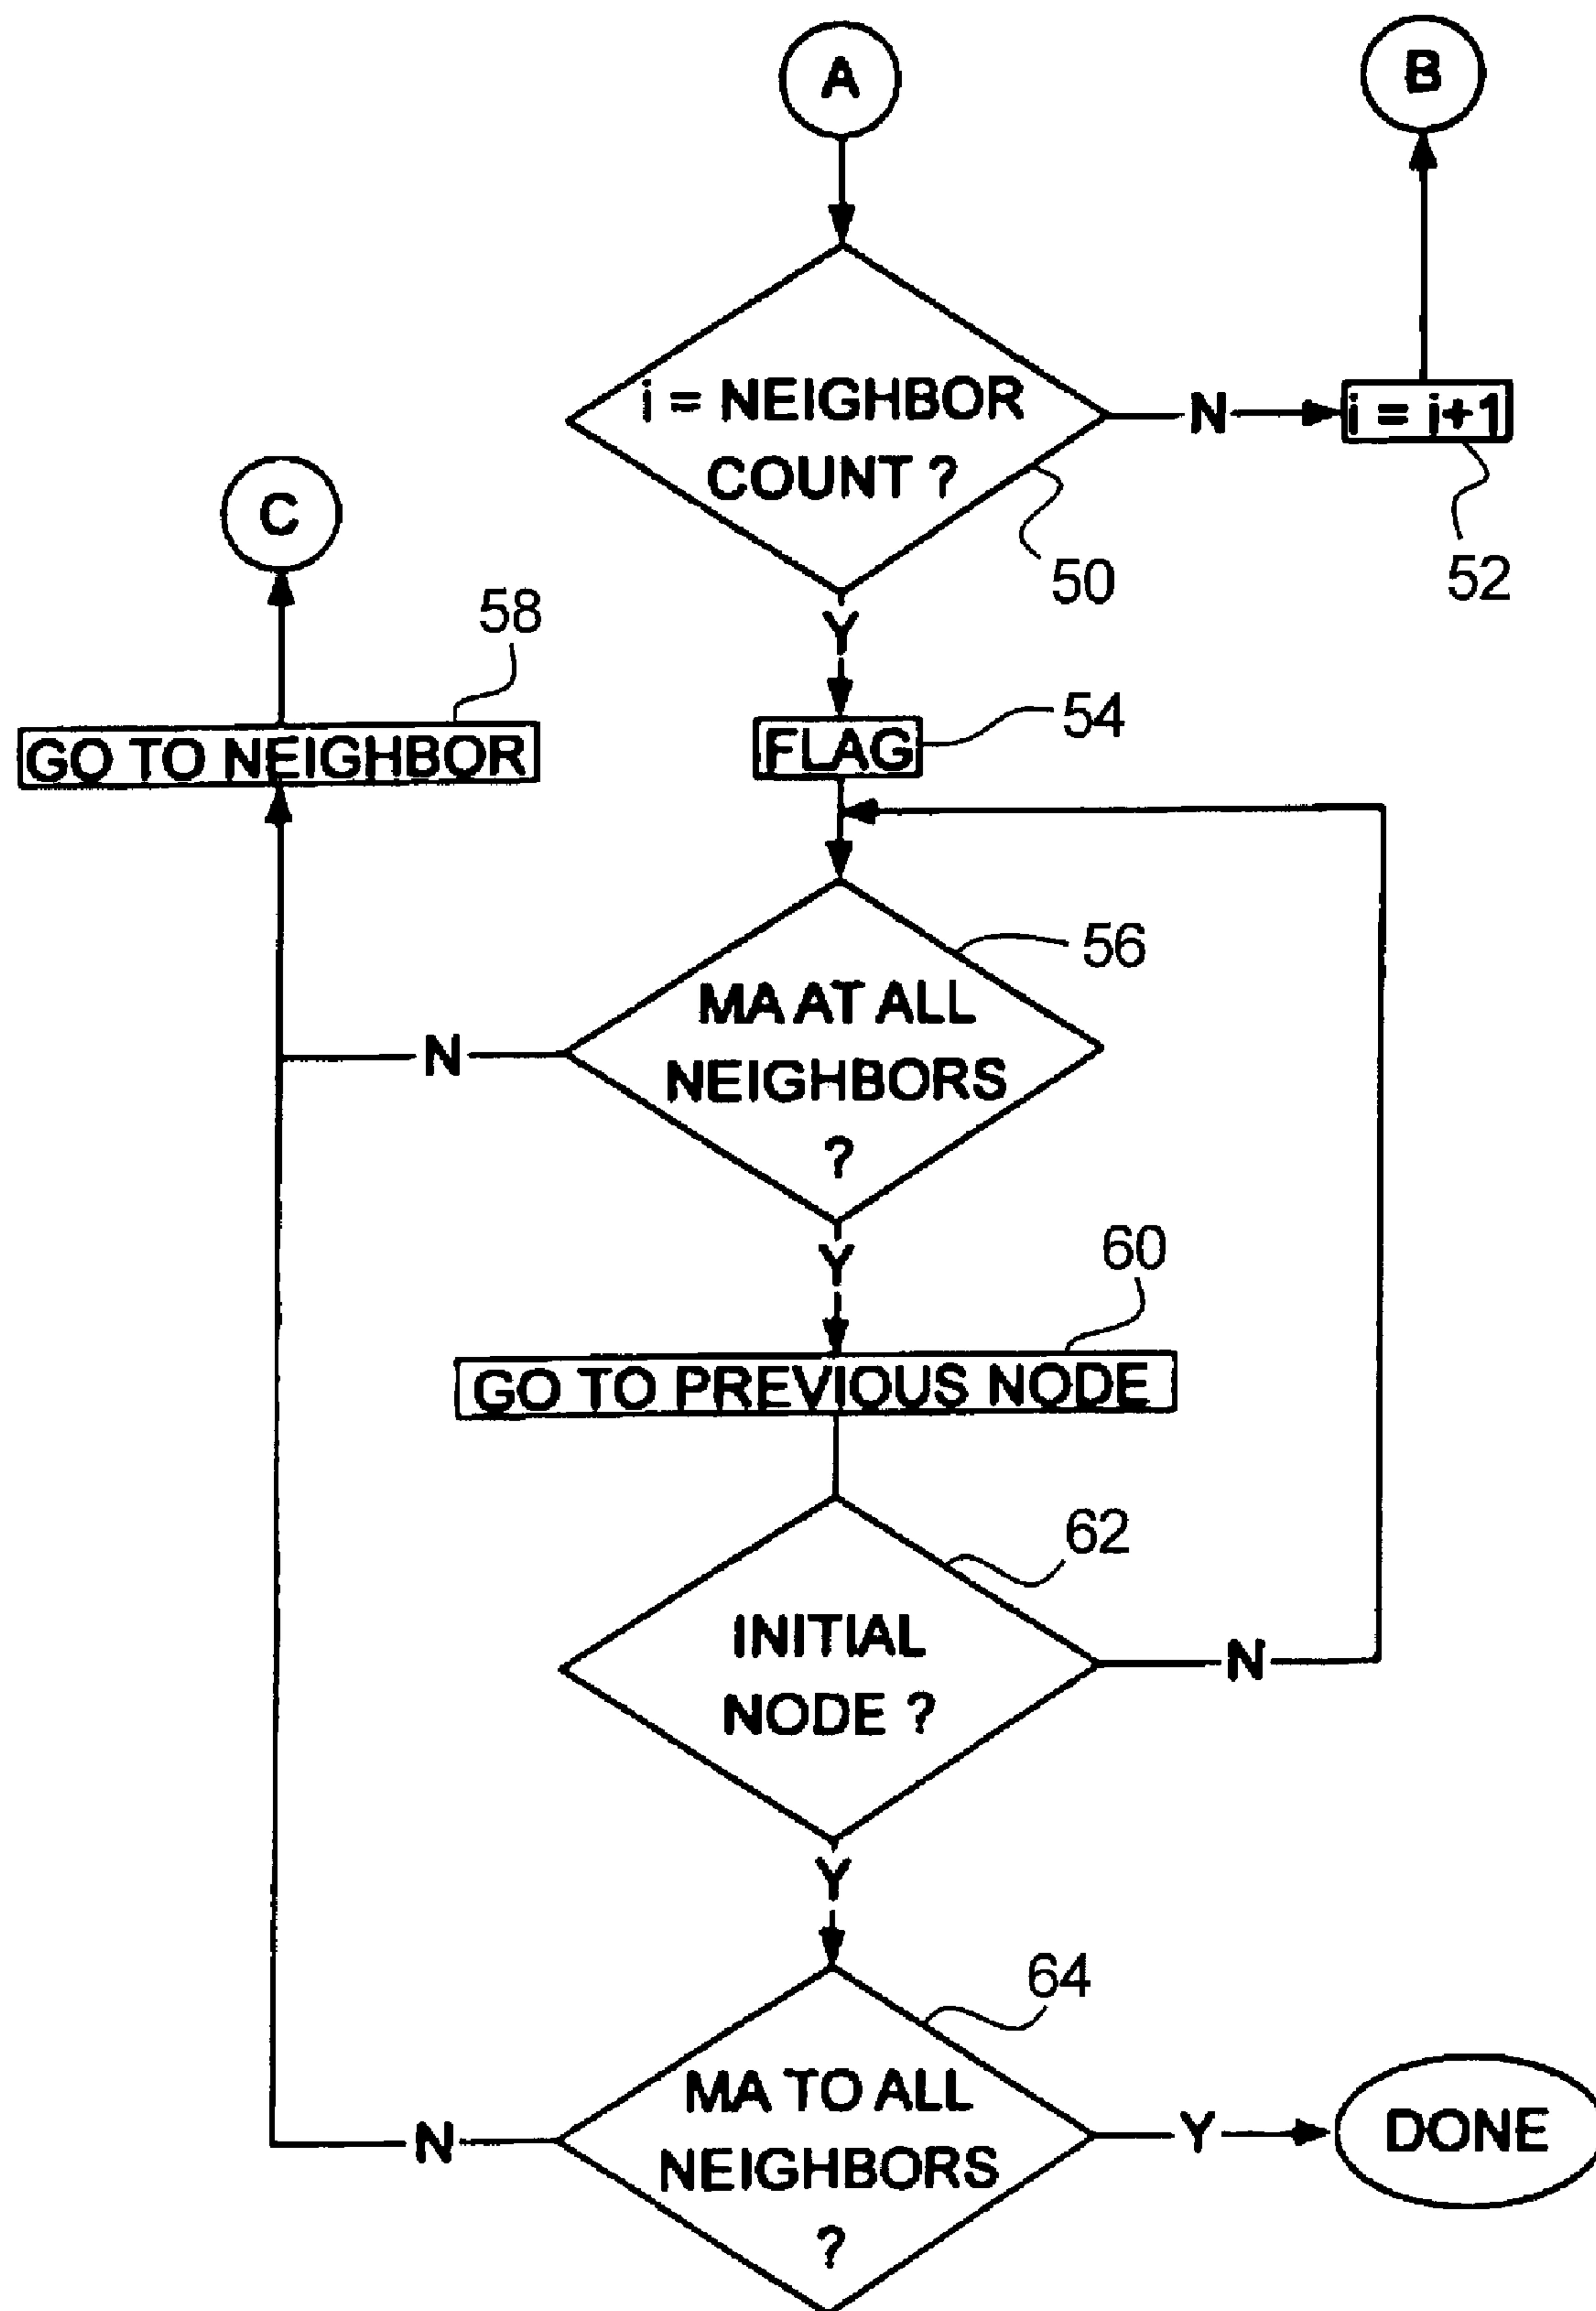 A
B
i = NEIGHBOR
COUNT ?
N
i = i+1
50
52
C
Y
58
GO TO NEIGHBOR
FLAG
54
56
MA AT ALL
NEIGHBORS
?
N
Y
60
GO TO PREVIOUS NODE
62
INITIAL
NODE ?
N
Y
64
MA TO ALL
NEIGHBORS
?
N
Y
DONE